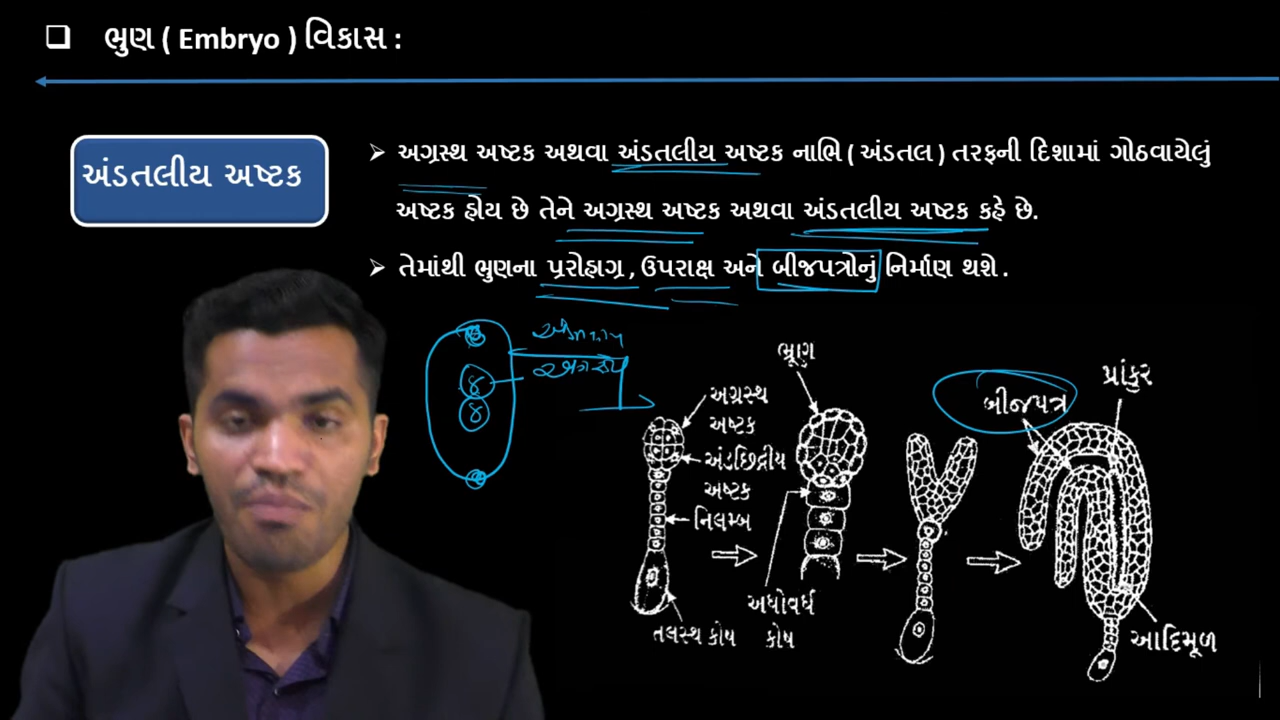 ભ્રુણ ( Embryo ) વિકાસ :
અંડતલીય અષ્ટક
અગ્રસ્થ અષ્ટક અથવા અંડતલીય અષ્ટક નાભિ ( અંડતલ ) તરફની દિશામાં ગોઠવાયેલું
અષ્ટક હોય છે તેને અગ્રસ્થ અષ્ટક અથવા અંડતલીય અષ્ટક કહે છે.
તેમાંથી ભ્રુણના પ્રરોહાગ્ર , ઉપરાક્ષ અને બીજપત્રોનું નિર્માણ થશે .
૪
૪
ભ્રૂણ
અગ્રસ્થ
અષ્ટક
અંડછિદ્રીય
અષ્ટક
નિલમ્બ
તલસ્થ કોષ
અધોવર્ધ
કોષ
બીજપત્ર
પ્રાંકુર
આદિમૂળ